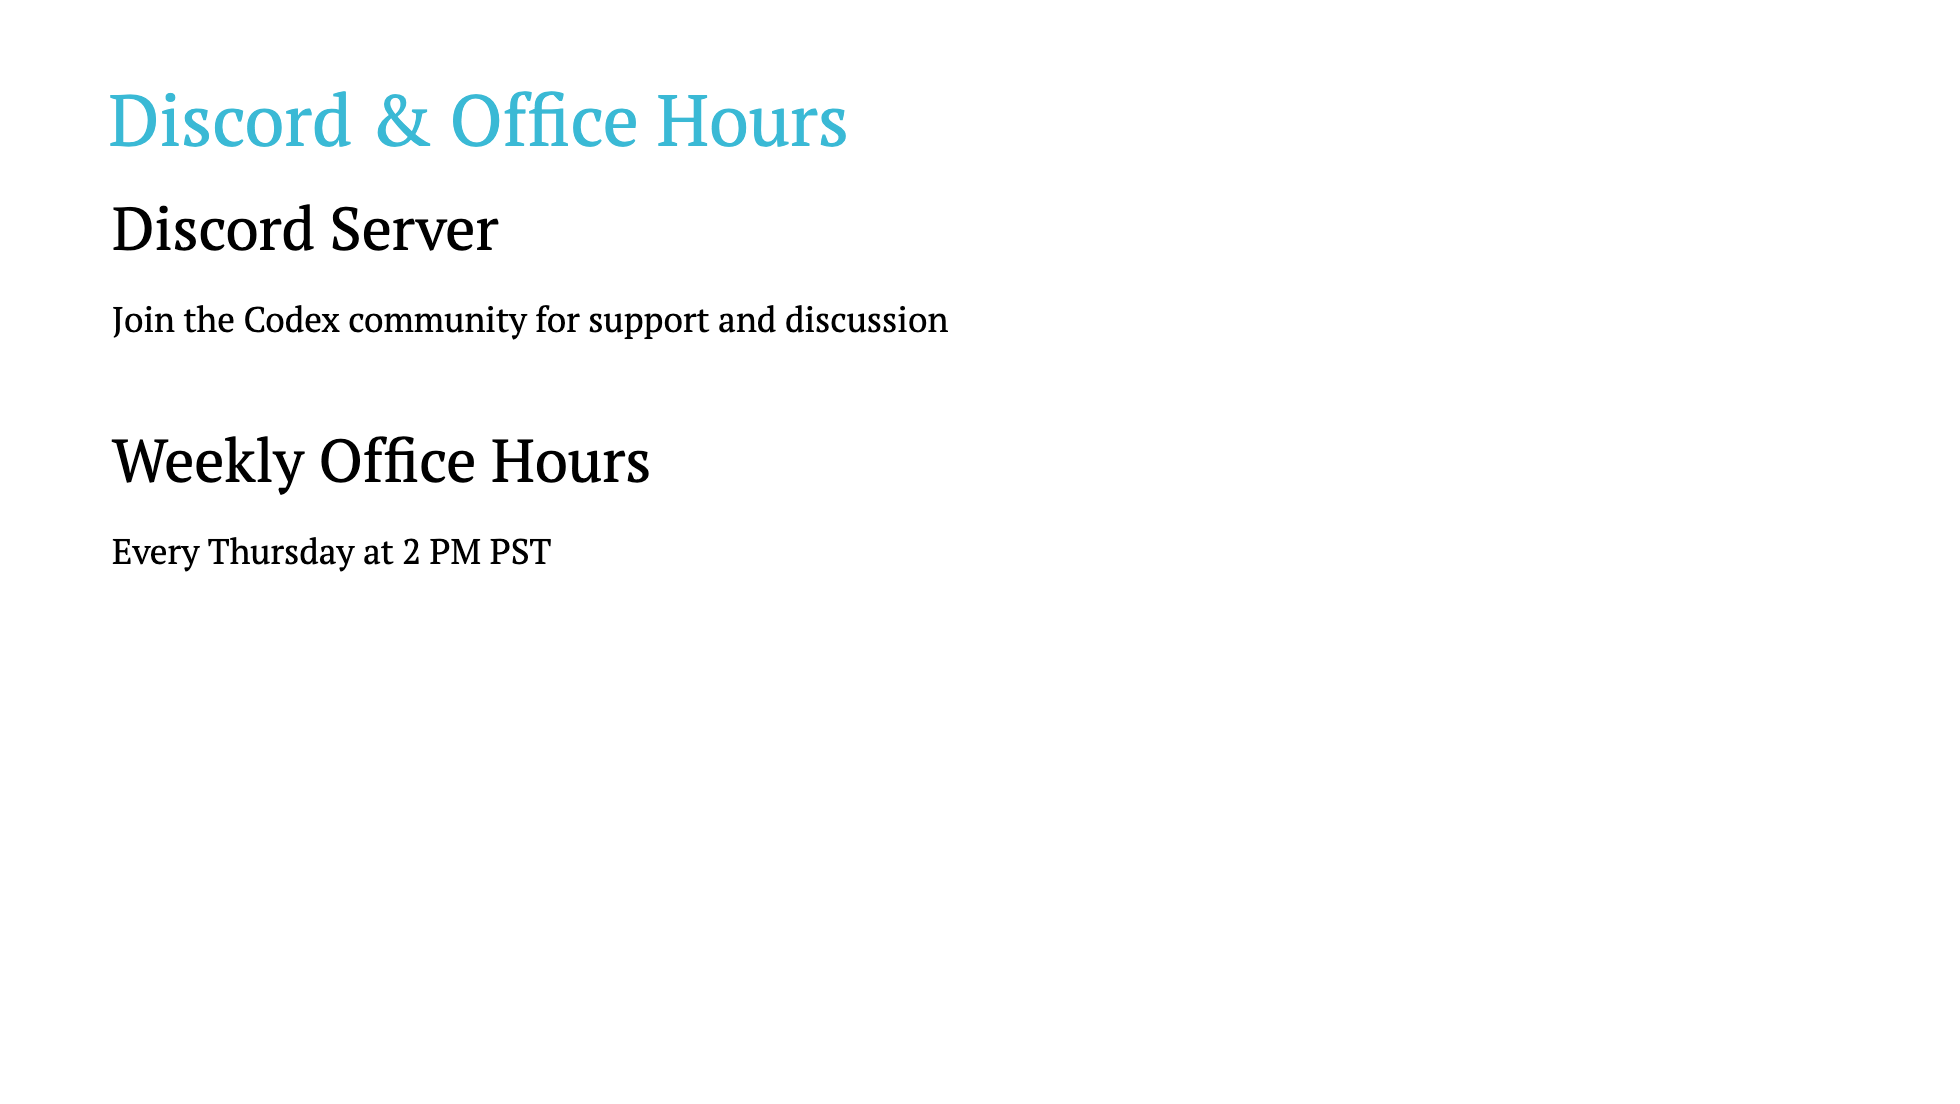 Discord & Office Hours
Discord Server
Join the Codex community for support and discussion
Weekly Office Hours
Every Thursday at 2 PM PST